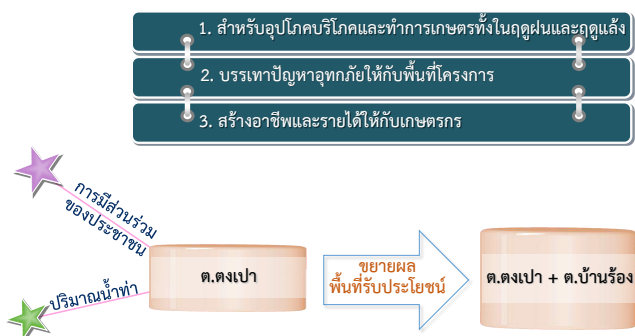 1. สำหรับอุปโภคบริโภคและทำการเกษตรทั้งในฤดูฝนและฤดูแล้ง
2. บรรเทาปัญหาอุทกภัยให้กับพื้นที่โครงการ
3. สร้างอาชีพและรายได้ให้กับเกษตรกร
การมีส่วนร่วม
ของประชาชน
ปริมาณน้ำท่า
ต.ตงเปา
ขยายผล
พื้นที่รับประโยชน์
ต.ตงเปา + ต.บ้านร้อง